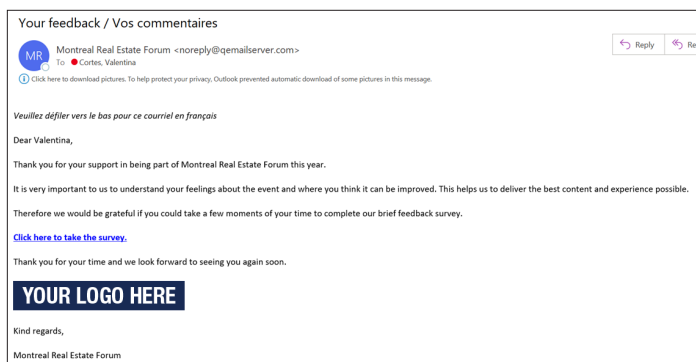 Your feedback / Vos commentaires
MR
Montreal Real Estate Forum <noreply@qemailserver.com>
To Cortes, Valentina
Reply
Re
Click here to download pictures. To help protect your privacy, Outlook prevented automatic download of some pictures in this message.
Veuillez défiler vers le bas pour ce courriel en français
Dear Valentina,
Thank you for your support in being part of Montreal Real Estate Forum this year.
It is very important to us to understand your feelings about the event and where you think it can be improved. This helps us to deliver the best content and experience possible.
Therefore we would be grateful if you could take a few moments of your time to complete our brief feedback survey.
Click here to take the survey.
Thank you for your time and we look forward to seeing you again soon.
YOUR LOGO HERE
Kind regards,
Montreal Real Estate Forum